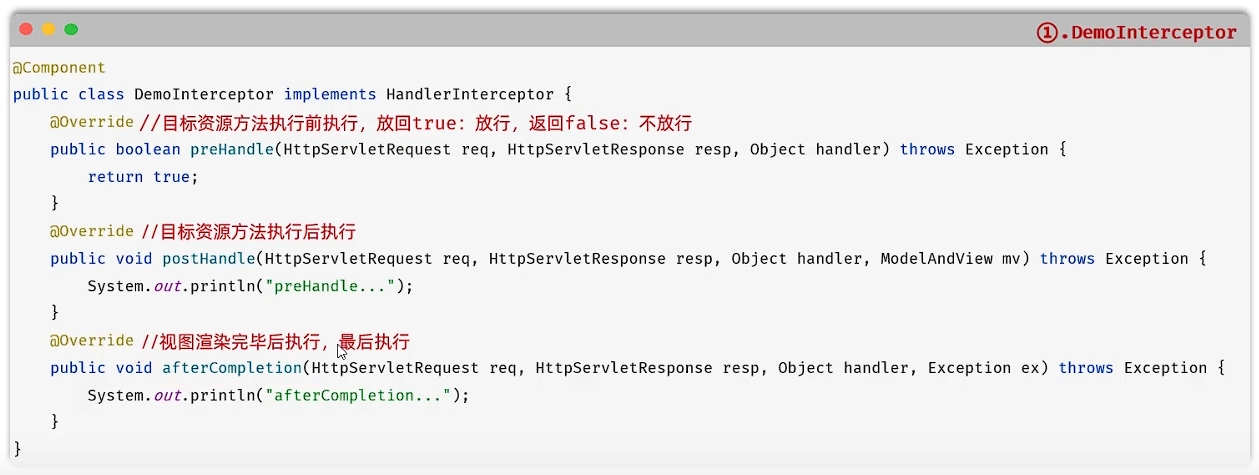 ①.DemoInterceptor
@Component
public class DemoInterceptor implements HandlerInterceptor {
@Override //目标资源方法执行前执行，放回true：放行，返回false：不放行
public boolean preHandle(HttpServletRequest req, HttpServletResponse resp, Object handler) throws Exception {
return true;
}
@Override //目标资源方法执行后执行
public void postHandle(HttpServletRequest req, HttpServletResponse resp, Object handler, ModelAndView mv) throws Exception {
System.out.println("preHandle...");
}
@Override //视图渲染完毕后执行，最后执行
public void afterCompletion(HttpServletRequest req, HttpServletResponse resp, Object handler, Exception ex) throws Exception {
System.out.println("afterCompletion...");
}
}